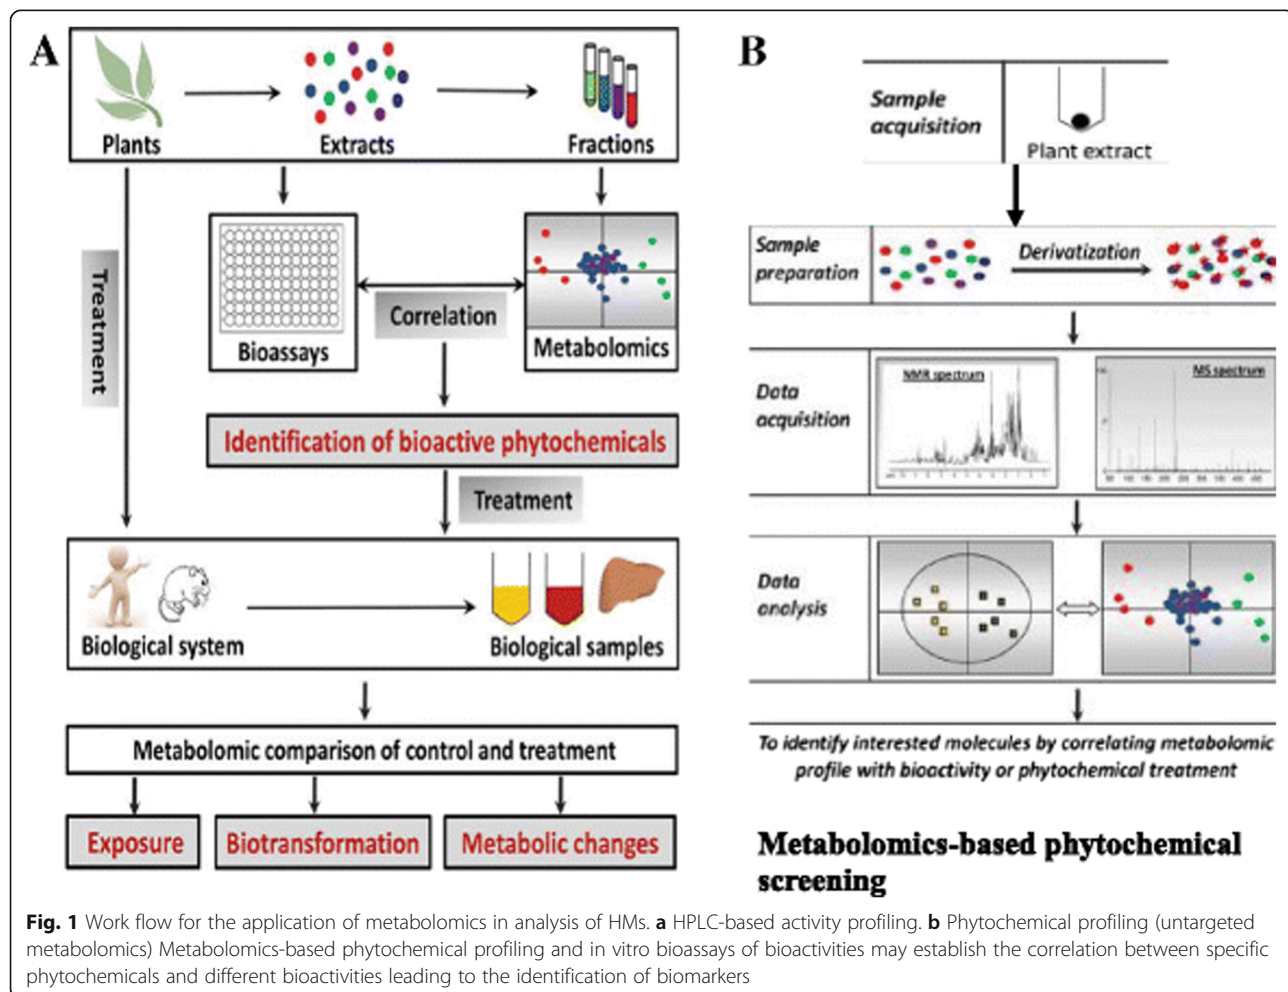 A
Plants
Extracts
Fractions
Treatment
Bioassays
Correlation
Metabolomics
Identification of bioactive phytochemicals
Treatment
Biological system
Biological samples
Metabolomic comparison of control and treatment
Exposure
Biotransformation
Metabolic changes
B
Sample
acquisition
Plant extract
Sample
preparation
Derivatization
Data
acquisition
NMR spectrum
MS spectrum
Data
analysis
To identify interested molecules by correlating metabolomic
profile with bioactivity or phytochemical treatment
Metabolomics-based phytochemical
screening
Fig. 1 Work flow for the application of metabolomics in analysis of HMs. a HPLC-based activity profiling. b Phytochemical profiling (untargeted
metabolomics) Metabolomics-based phytochemical profiling and in vitro bioassays of bioactivities may establish the correlation between specific
phytochemicals and different bioactivities leading to the identification of biomarkers